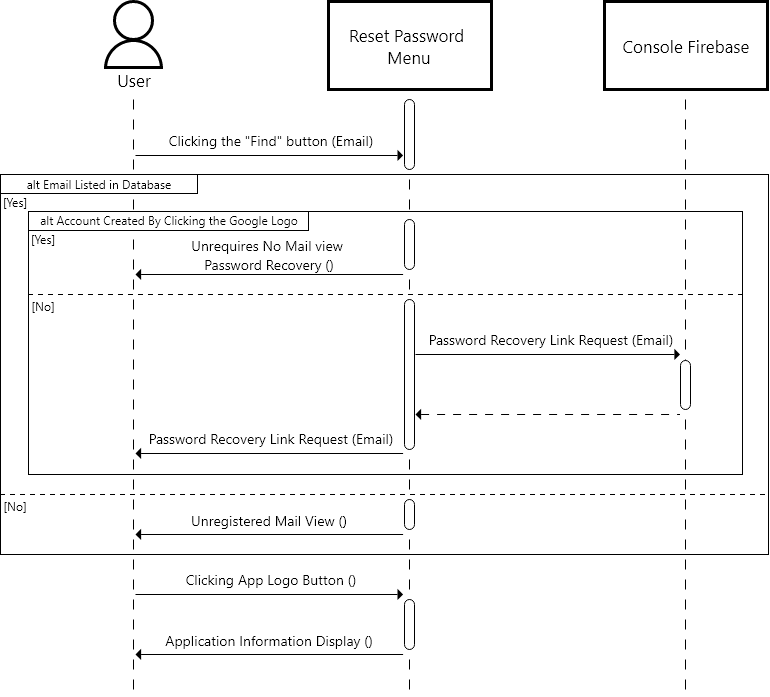 Reset Password
Menu
Console Firebase
User
Clicking the "Find" button (Email)
alt Email Listed in Database
[Yes]
alt Account Created By Clicking the Google Logo
[Yes]
Unrequires No Mail view
Password Recovery ()
[No]
Password Recovery Link Request (Email)
Password Recovery Link Request (Email)
[No]
Unregistered Mail View ()
Clicking App Logo Button ()
Application Information Display ()